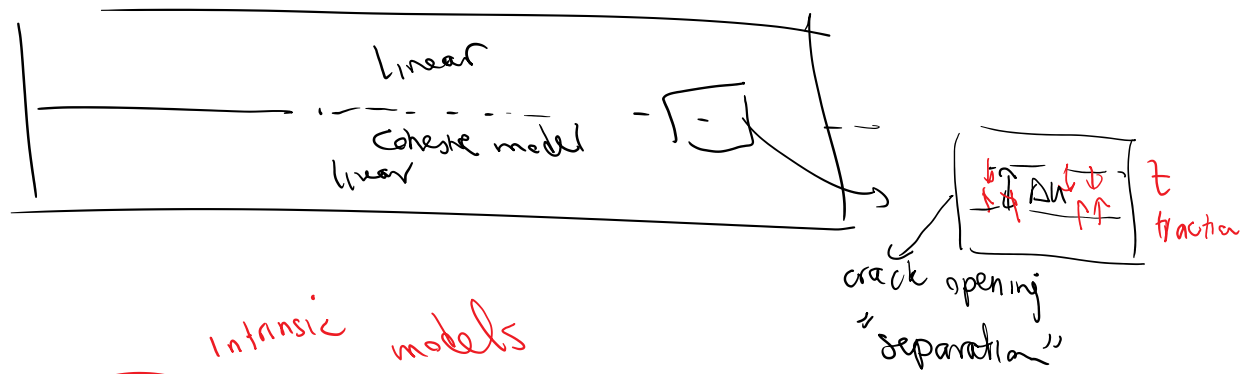 linear
cohesive model
linear
Δu
t
traction
crack opening
"separation"
intrinsic models